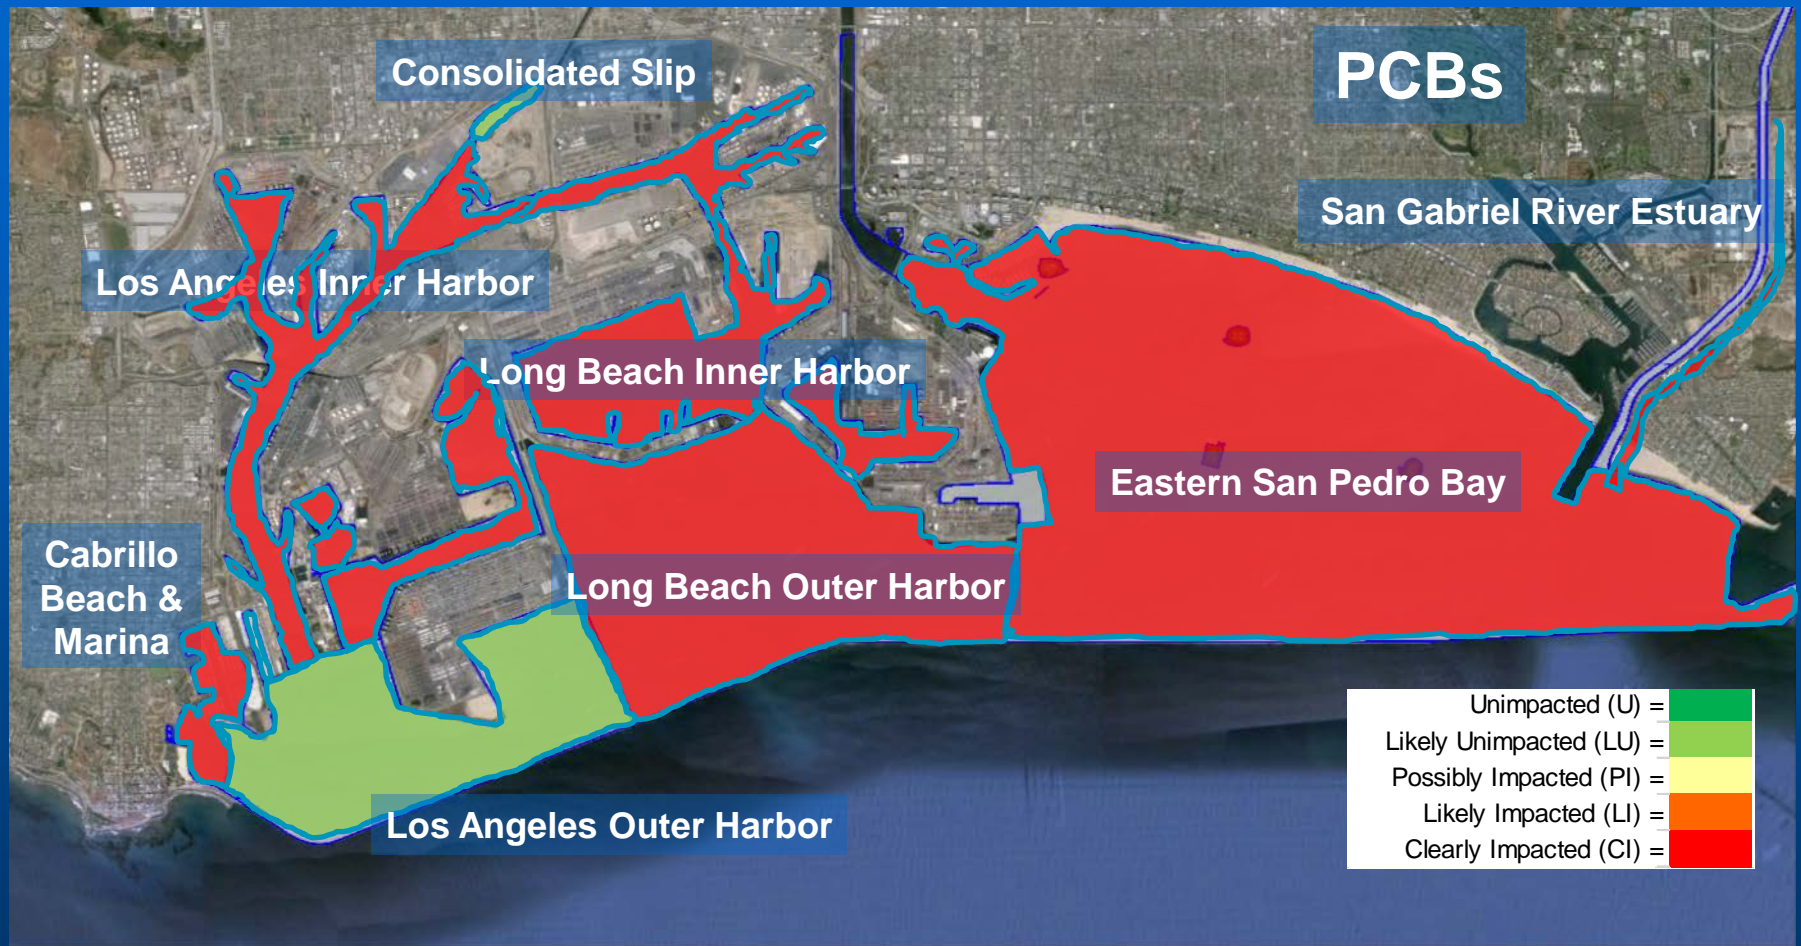 Consolidated Slip
PCBs
San Gabriel River Estuary
Los Angeles Inner Harbor
Long Beach Inner Harbor
Eastern San Pedro Bay
Cabrillo
Beach &
Marina
Long Beach Outer Harbor
Los Angeles Outer Harbor
Unimpacted (U) =
Likely Unimpacted (LU) =
Possibly Impacted (PI) =
Likely Impacted (LI) =
Clearly Impacted (CI) =